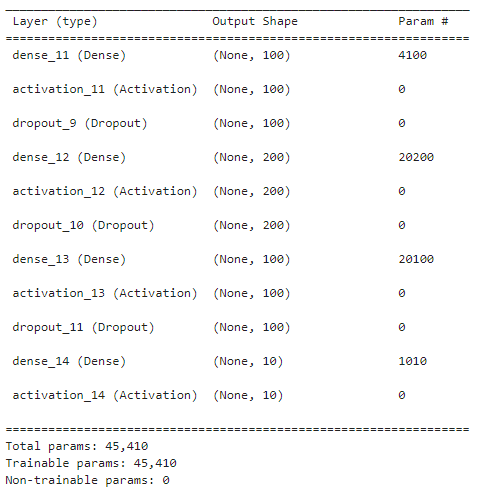 Layer (type) Output Shape Param #
=================================================================
dense_11 (Dense) (None, 100) 4100
activation_11 (Activation) (None, 100) 0
dropout_9 (Dropout) (None, 100) 0
dense_12 (Dense) (None, 200) 20200
activation_12 (Activation) (None, 200) 0
dropout_10 (Dropout) (None, 200) 0
dense_13 (Dense) (None, 100) 20100
activation_13 (Activation) (None, 100) 0
dropout_11 (Dropout) (None, 100) 0
dense_14 (Dense) (None, 10) 1010
activation_14 (Activation) (None, 10) 0
=================================================================
Total params: 45,410
Trainable params: 45,410
Non-trainable params: 0